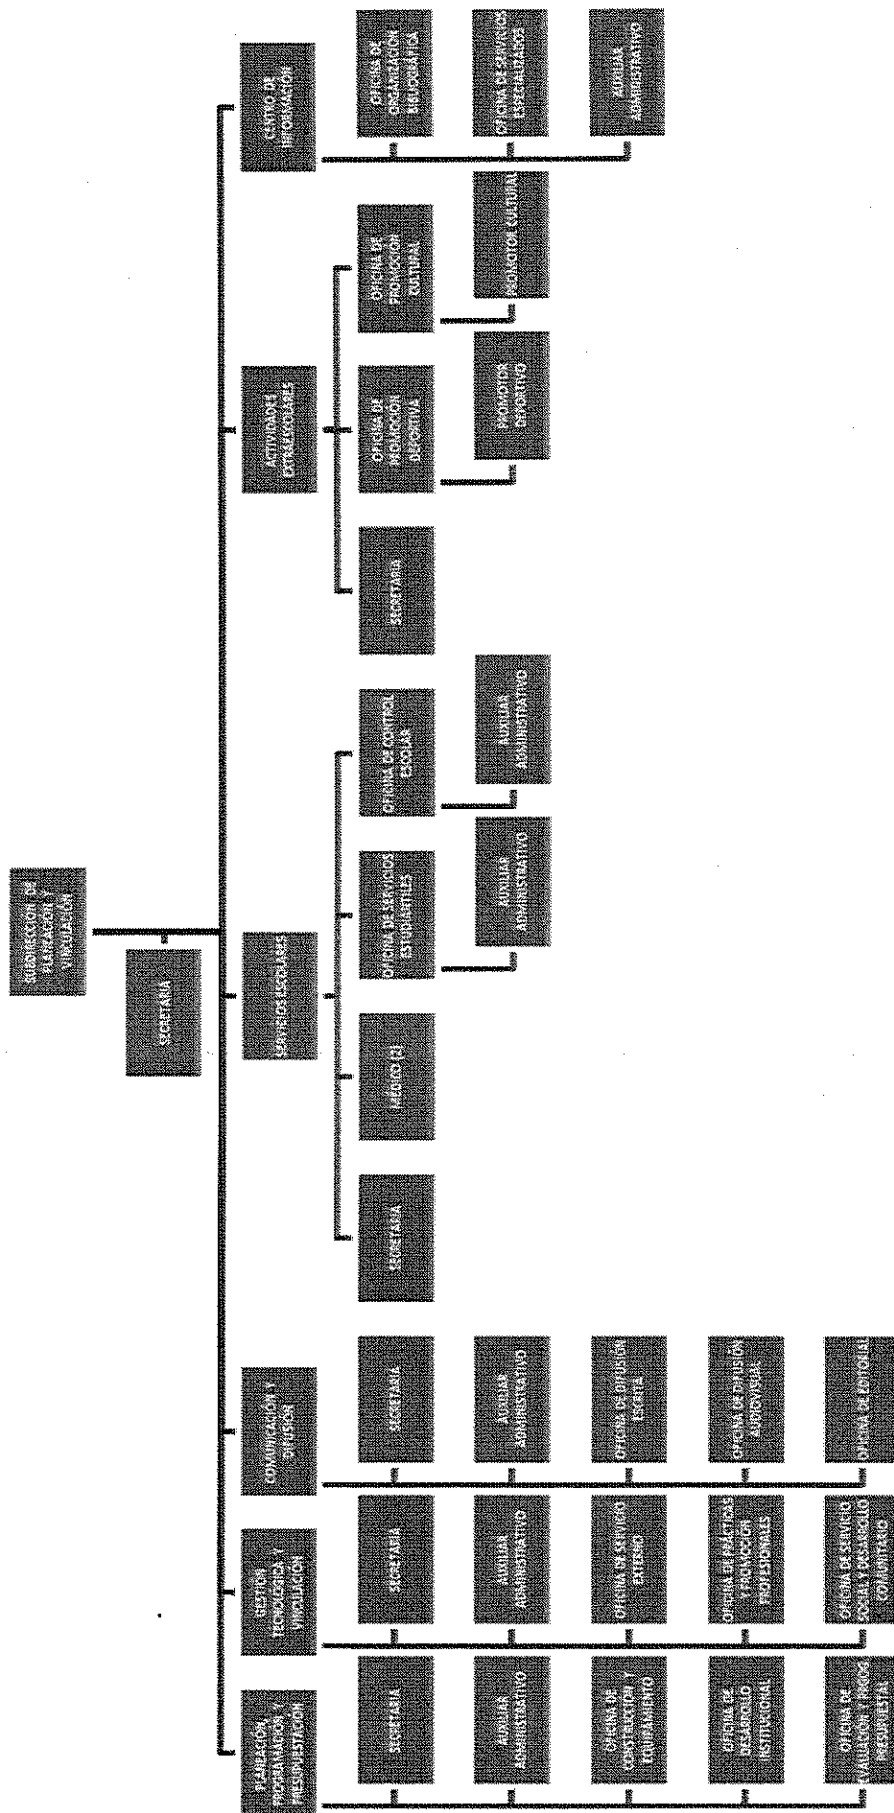 SUBDIRECCIÓN DE
PLANEACIÓN Y
VINCULACIÓN
SECRETARIA
PLANEACIÓN,
PROGRAMACIÓN Y
PRESUPUESTACIÓN
SECRETARIA
AUXILIAR
ADMINISTRATIVO
OFICINA DE
CONSTRUCCIÓN Y
EQUIPAMIENTO
OFICINA DE
DESARROLLO
INSTITUCIONAL
OFICINA DE
EVALUACIÓN Y PROG.
PRESUPUESTAL
GESTIÓN
TECNOLÓGICA Y
VINCULACIÓN
SECRETARIA
AUXILIAR
ADMINISTRATIVO
OFICINA DE SERVICIO
EXTERNO
OFICINA DE PRÁCTICAS
Y PROMOCIÓN
PROFESIONALES
OFICINA DE SERVICIO
SOCIAL Y DESARROLLO
COMUNITARIO
COMUNICACIÓN Y
DIFUSIÓN
SECRETARIA
AUXILIAR
ADMINISTRATIVO
OFICINA DE DIFUSIÓN
ESCRITA
OFICINA DE DIFUSIÓN
AUDIOVISUAL
OFICINA DE EDITORIAL
SERVICIOS ESCOLARES
SECRETARIA
MÉDICO (2)
OFICINA DE SERVICIOS
ESTUDIANTILES
AUXILIAR
ADMINISTRATIVO
OFICINA DE CONTROL
ESCOLAR
AUXILIAR
ADMINISTRATIVO
ACTIVIDADES
EXTRAESCOLARES
SECRETARIA
OFICINA DE
PROMOCIÓN
DEPORTIVA
PROMOTOR
DEPORTIVO
OFICINA DE
PROMOCIÓN
CULTURAL
PROMOTOR CULTURAL
CENTRO DE
INFORMACIÓN
OFICINA DE
ORGANIZACIÓN
BIBLIOGRÁFICA
OFICINA DE SERVICIOS
ESPECIALIZADOS
AUXILIAR
ADMINISTRATIVO